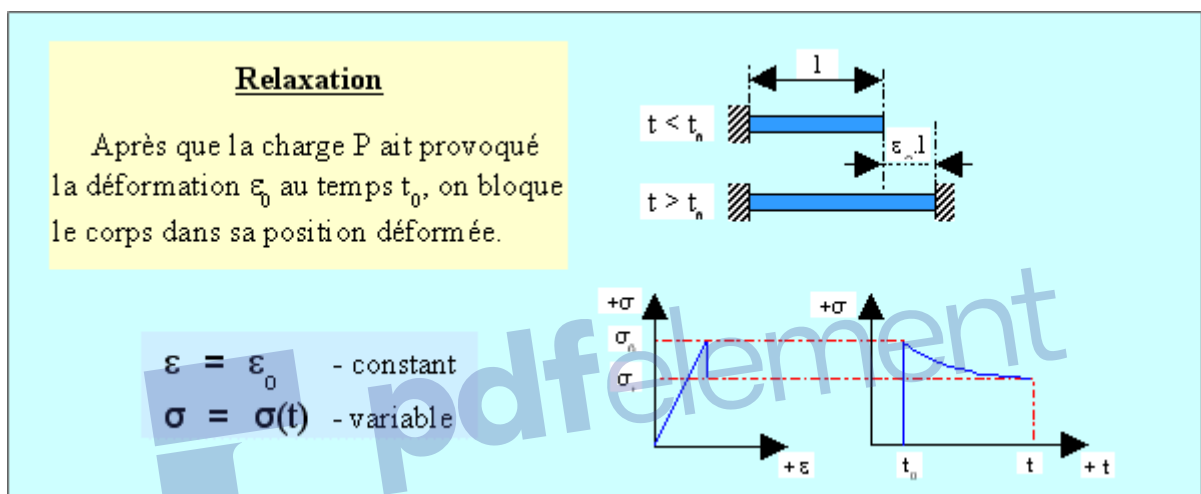 Relaxation
Après que la charge P ait provoqué
la déformation ε₀ au temps t₀, on bloque
le corps dans sa position déformée.
l
t < t₀
ε₀.l
t > t₀
ε = ε₀ - constant
σ = σ(t) - variable
+σ
σ₀
σ
+ε
+σ
t₀
t
+t
pdfelement